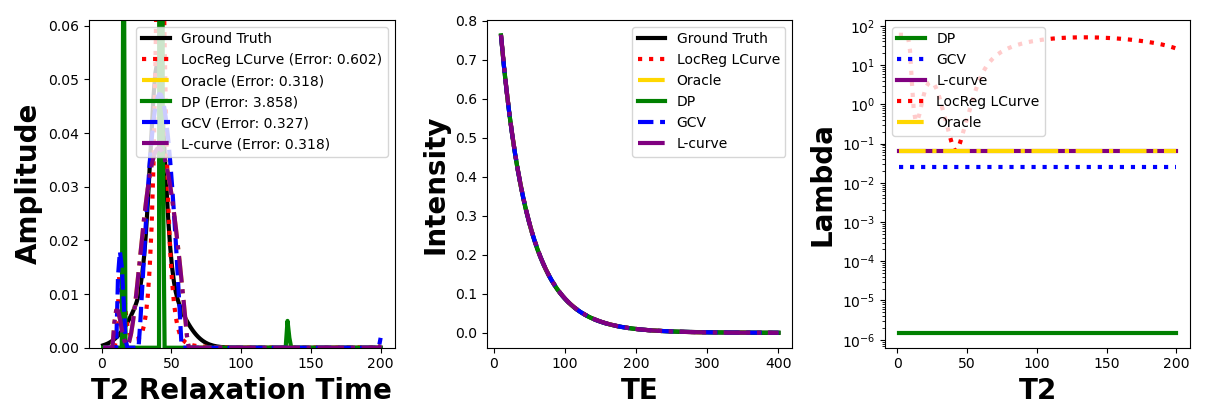 Amplitude
0.06
0.05
0.04
0.03
0.02
0.01
0.00
Ground Truth
LocReg LCurve (Error: 0.602)
Oracle (Error: 0.318)
DP (Error: 3.858)
GCV (Error: 0.327)
L-curve (Error: 0.318)
0 50 100 150 200
T2 Relaxation Time
Intensity
0.8
0.7
0.6
0.5
0.4
0.3
0.2
0.1
0.0
Ground Truth
LocReg LCurve
Oracle
DP
GCV
L-curve
0 100 200 300 400
TE
Lambda
10²
10¹
10⁰
10⁻¹
10⁻²
10⁻³
10⁻⁴
10⁻⁵
10⁻⁶
DP
GCV
L-curve
LocReg LCurve
Oracle
0 50 100 150 200
T2